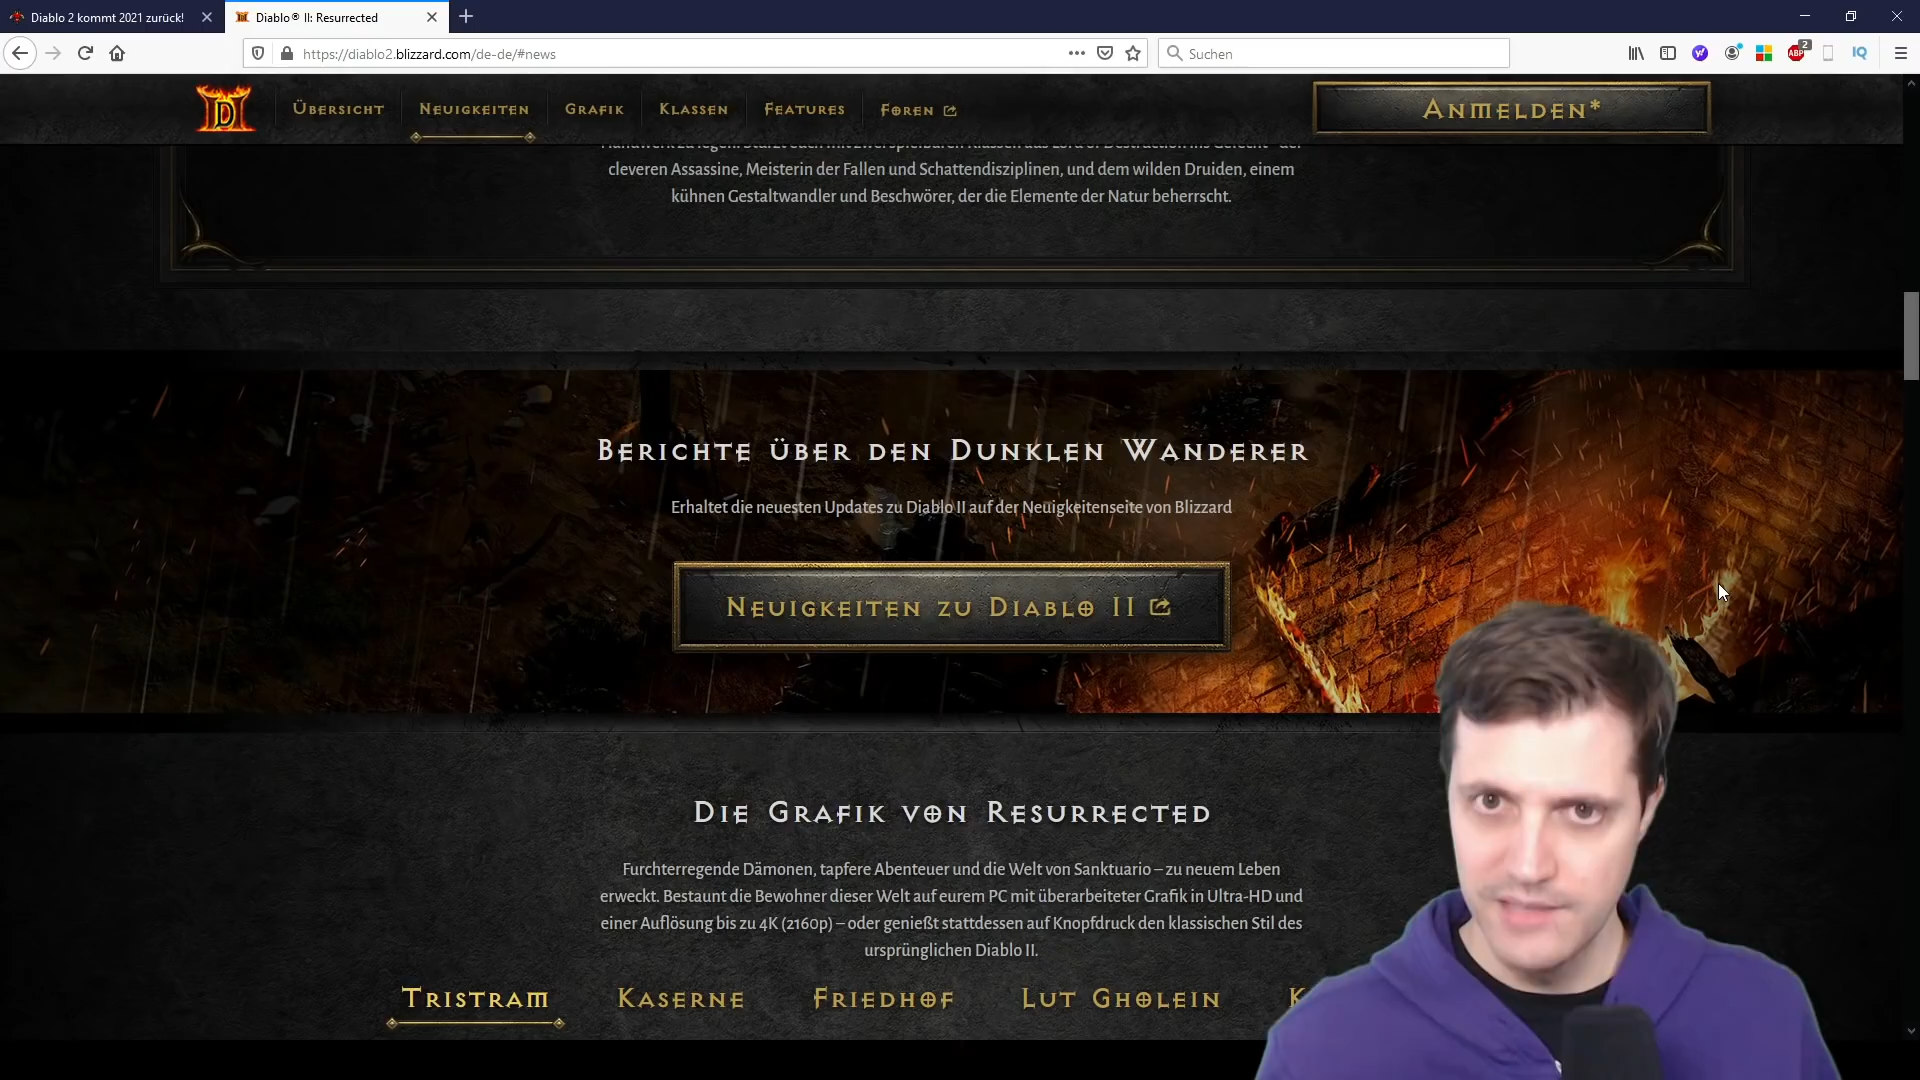 Diablo 2 kommt 2021 zurück!
Diablo® II: Resurrected
https://diablo2.blizzard.com/de-de/#news
Suchen
ABP
2
IQ
D
Übersicht
Neuigkeiten
Grafik
Klassen
Features
Foren
Anmelden*
cleveren Assassine, Meisterin der Fallen und Schattendisziplinen, und dem wilden Druiden, einem
kühnen Gestaltwandler und Beschwörer, der die Elemente der Natur beherrscht.
Berichte über den Dunklen Wanderer
Erhaltet die neuesten Updates zu Diablo II auf der Neuigkeitenseite von Blizzard
Neuigkeiten zu Diablo II
Die Grafik von Resurrected
Furchterregende Dämonen, tapfere Abenteuer und die Welt von Sanktuario – zu neuem Leben
erweckt. Bestaunt die Bewohner dieser Welt auf eurem PC mit überarbeiteter Grafik in Ultra-HD und
einer Auflösung bis zu 4K (2160p) – oder genießt stattdessen auf Knopfdruck den klassischen Stil des
ursprünglichen Diablo II.
Tristram
Kaserne
Friedhof
Lut Gholein